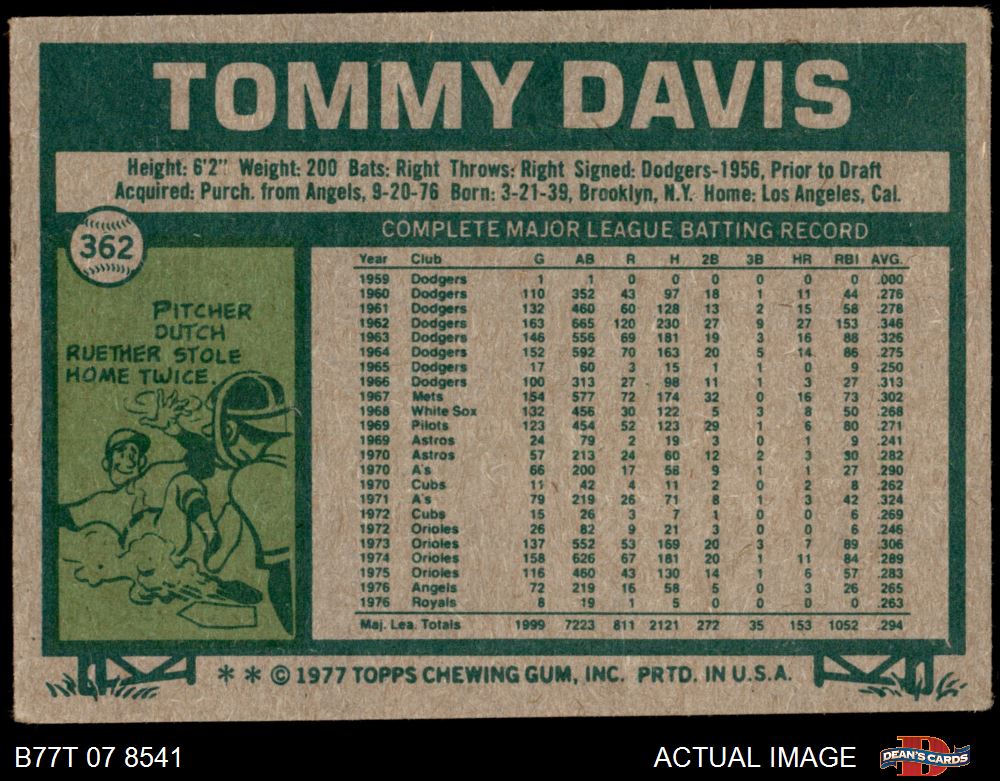 TOMMY DAVIS
Height: 6'2" Weight: 200 Bats: Right Throws: Right Signed: Dodgers-1956, Prior to Draft
Acquired: Purch. from Angels, 9-20-76 Born: 3-21-39, Brooklyn, N.Y. Home: Los Angeles, Cal.
362
PITCHER
DUTCH
RUETHER STOLE
HOME TWICE.
COMPLETE MAJOR LEAGUE BATTING RECORD
Year Club G AB R H 2B 3B HR RBI AVG.
1959 Dodgers 1 1 0 0 0 0 0 0 .000
1960 Dodgers 110 352 43 97 18 1 11 44 .276
1961 Dodgers 132 460 60 128 13 2 15 58 .278
1962 Dodgers 163 665 120 230 27 9 27 153 .346
1963 Dodgers 146 556 69 181 19 3 16 88 .326
1964 Dodgers 152 592 70 163 20 5 14 86 .275
1965 Dodgers 17 60 3 15 1 1 0 9 .250
1966 Dodgers 100 313 27 98 11 1 3 27 .313
1967 Mets 154 577 72 174 32 0 16 73 .302
1968 White Sox 132 456 30 122 5 3 8 50 .268
1969 Pilots 123 454 52 123 29 1 6 80 .271
1969 Astros 24 79 2 19 3 0 1 9 .241
1970 Astros 57 213 24 60 12 2 3 30 .282
1970 A's 66 200 17 58 9 1 1 27 .290
1970 Cubs 11 42 4 11 2 0 2 8 .262
1971 A's 79 219 26 71 8 1 3 42 .324
1972 Cubs 15 26 3 7 1 0 0 6 .269
1972 Orioles 26 82 9 21 3 0 0 6 .246
1973 Orioles 137 552 53 169 20 3 7 89 .306
1974 Orioles 158 626 67 181 20 1 11 84 .289
1975 Orioles 116 460 43 130 14 1 6 57 .283
1976 Angels 72 219 16 58 5 0 3 26 .265
1976 Royals 8 19 1 5 0 0 0 0 .263
Maj. Lea. Totals 1999 7223 811 2121 272 35 153 1052 .294
* * © 1977 TOPPS CHEWING GUM, INC. PRTD. IN U.S.A.
B77T 07 8541
ACTUAL IMAGE
DEAN'S CARDS